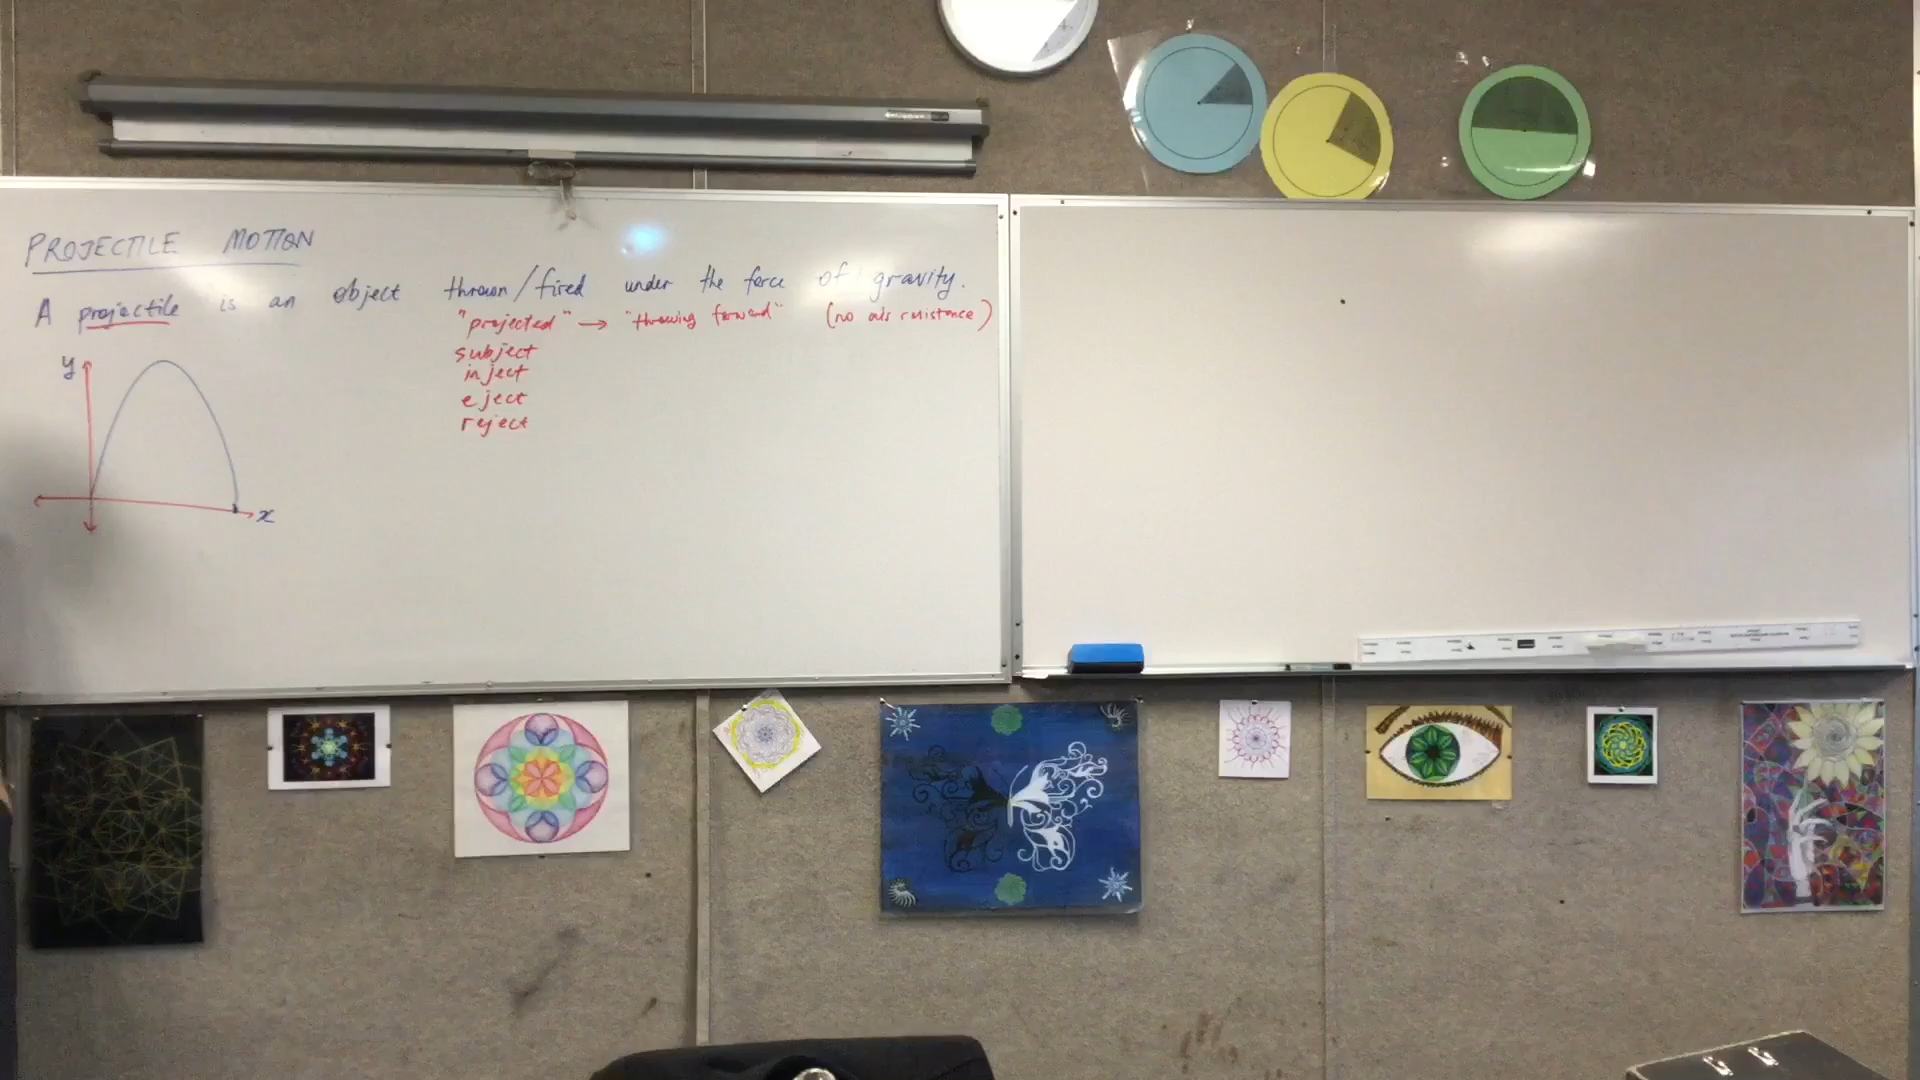 PROJECTILE MOTION
A projectile is an object thrown/fired under the force of gravity.
"projected" → "throwing forward" (no air resistance)
subject
inject
eject
reject
y
x